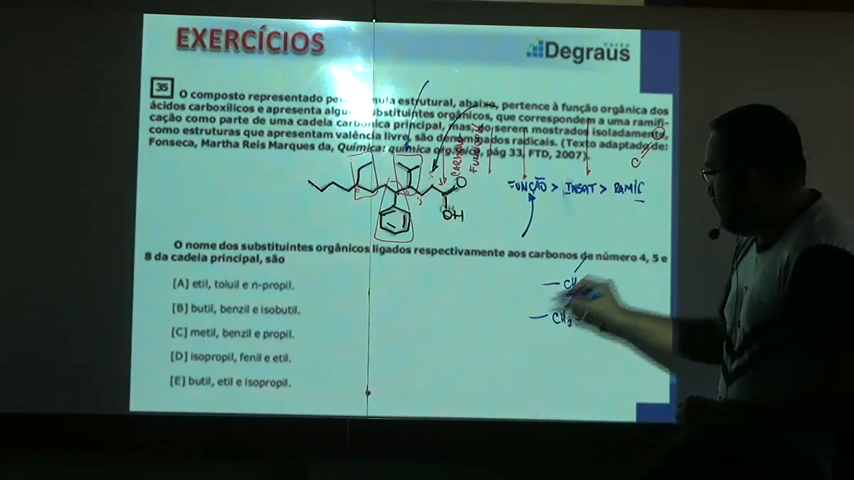 EXERCÍCIOS
Degraus
35
O composto representado pela fórmula estrutural, abaixo, pertence à função orgânica dos
ácidos carboxílicos e apresenta alguns substituintes orgânicos, que correspondem a uma ramifi-
cação como parte de uma cadeia carbônica principal, mas, ao serem mostrados isoladamente,
como estruturas que apresentam valência livre, são denominados radicais. (Texto adaptado de:
Fonseca, Martha Reis Marques da, Química: química orgânica, pág 33, FTD, 2007).
Carbono
Funcional
C
O
OH
FUNÇÃO > INSAT > RAMIF
O nome dos substituintes orgânicos ligados respectivamente aos carbonos de número 4, 5 e
8 da cadeia principal, são
[A] etil, toluil e n-propil.
[B] butil, benzil e isobutil.
[C] metil, benzil e propil.
[D] isopropil, fenil e etil.
[E] butil, etil e isopropil.
CH₂